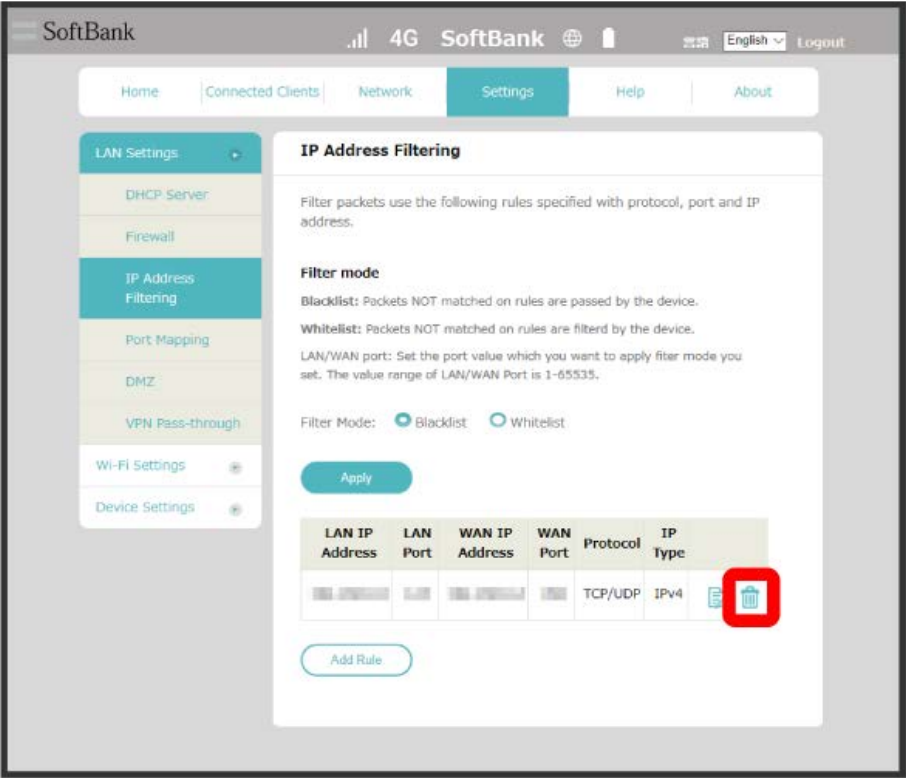 SoftBank
4G SoftBank
English
Logout
Home
Connected Clients
Network
Settings
Help
About
LAN Settings
DHCP Server
Firewall
IP Address
Filtering
Port Mapping
DMZ
VPN Pass-through
Wi-Fi Settings
Device Settings
IP Address Filtering
Filter packets use the following rules specified with protocol, port and IP
address.
Filter mode
Blacklist: Packets NOT matched on rules are passed by the device.
Whitelist: Packets NOT matched on rules are filterd by the device.
LAN/WAN port: Set the port value which you want to apply fiter mode you
set. The value range of LAN/WAN Port is 1-65535.
Filter Mode: Blacklist Whitelist
Apply
LAN IP Address LAN Port WAN IP Address WAN Port Protocol IP Type
TCP/UDP IPv4
Add Rule